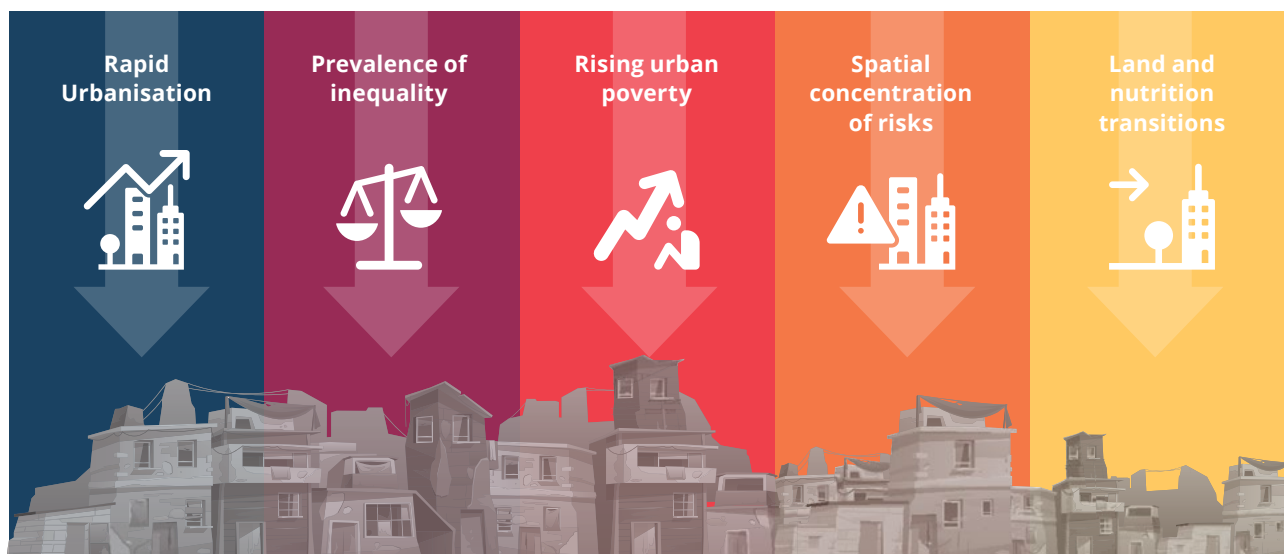 Rapid
Urbanisation
Prevalence of
inequality
Rising urban
poverty
Spatial
concentration
of risks
Land and
nutrition
transitions